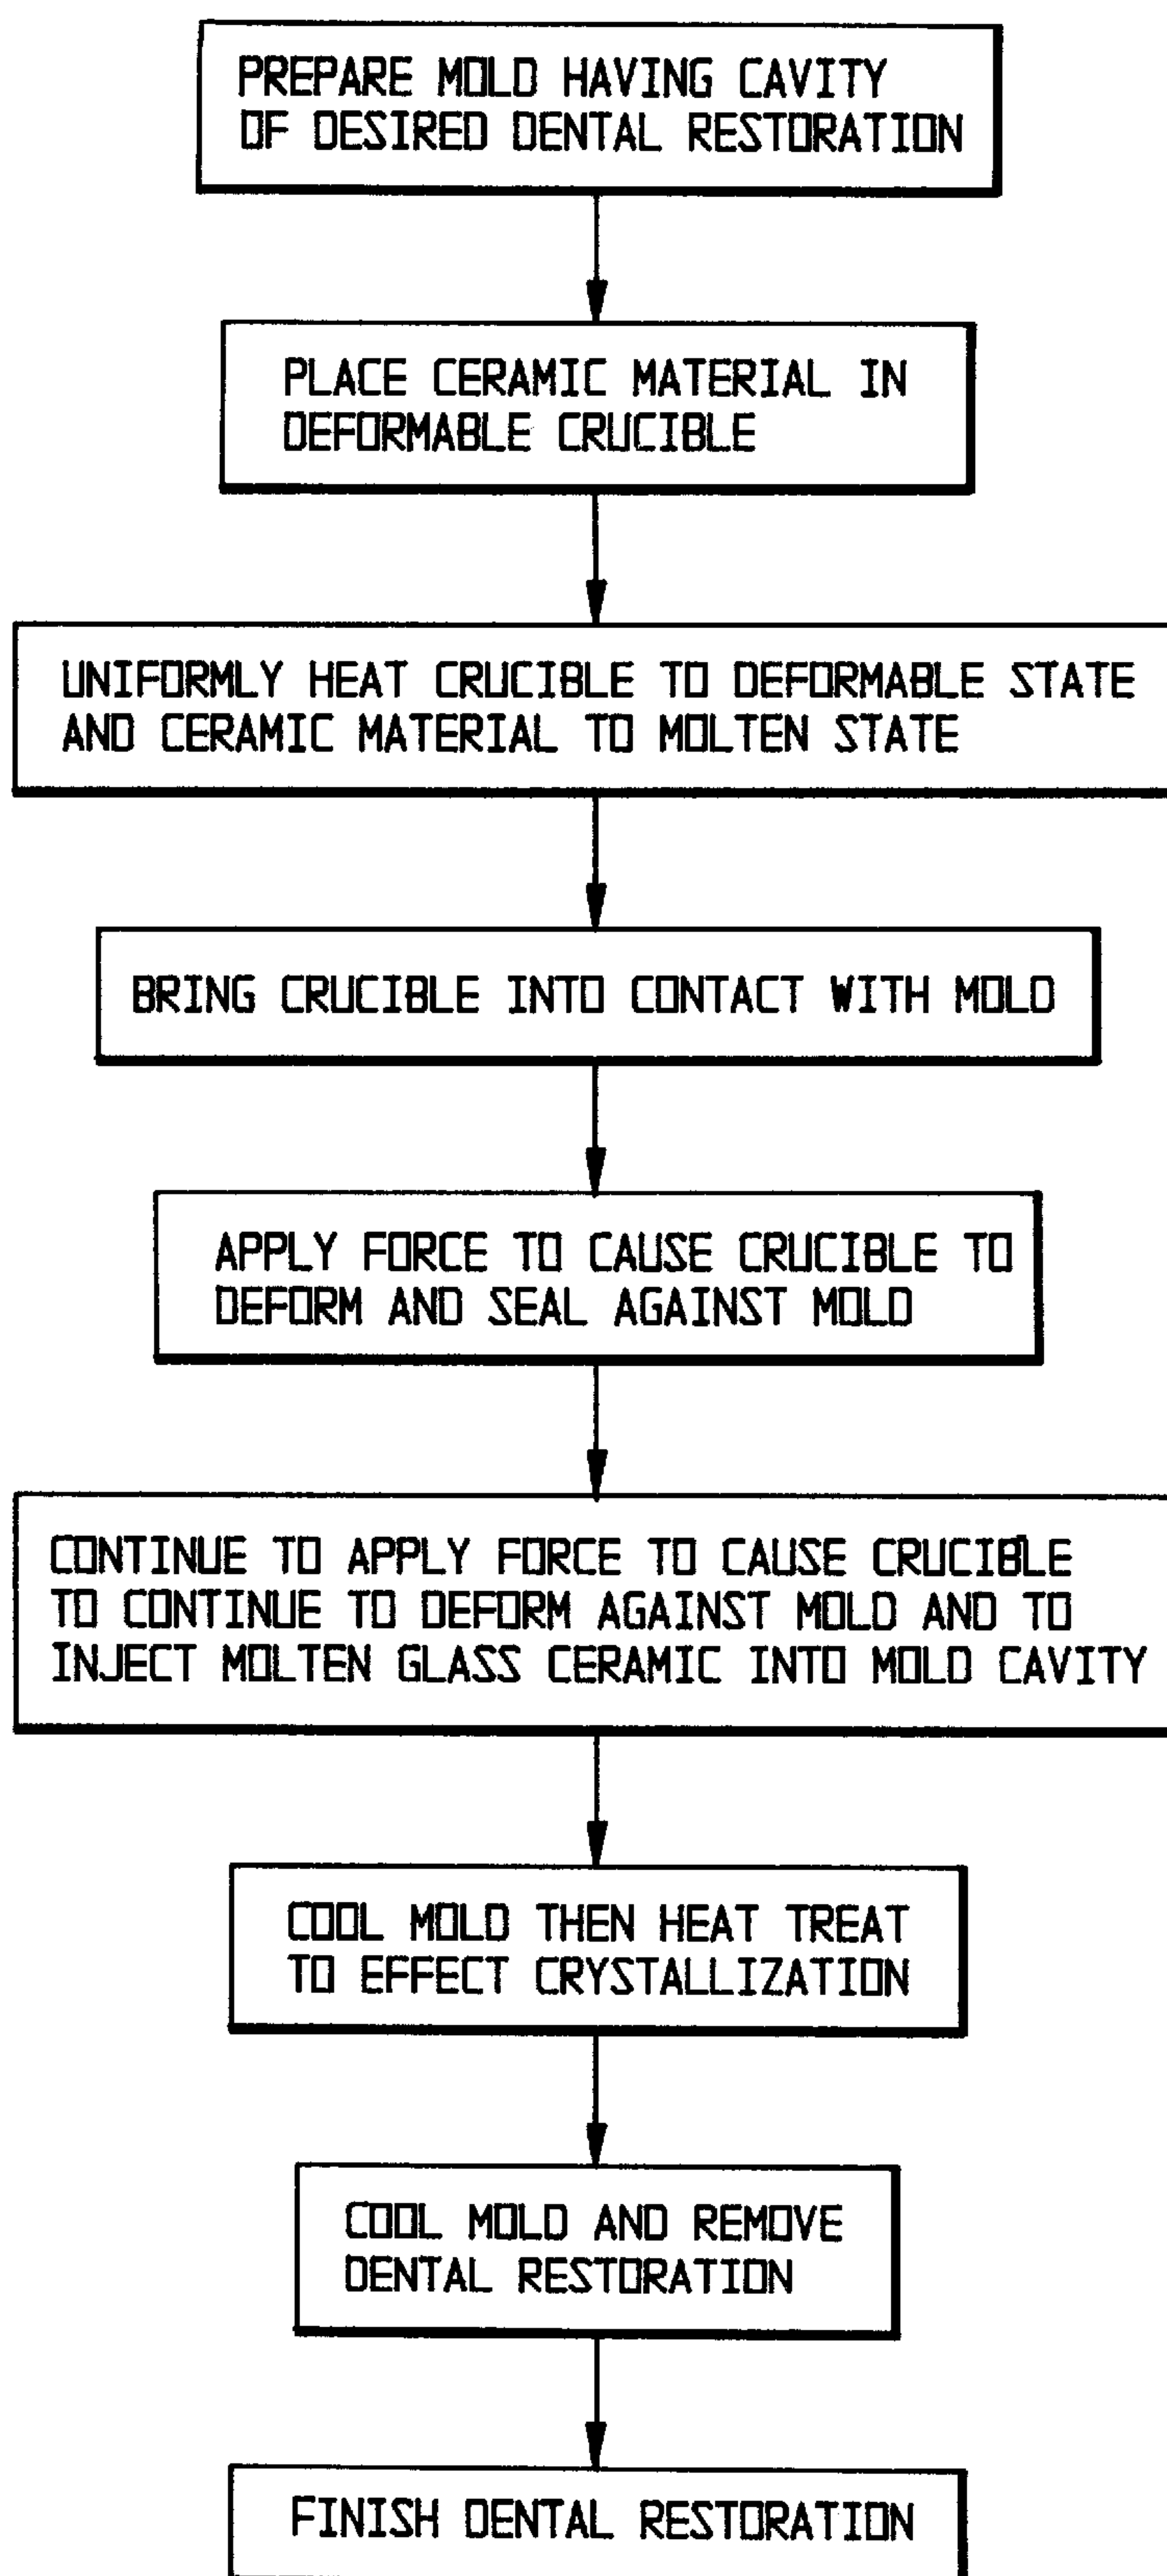 PREPARE MOLD HAVING CAVITY
OF DESIRED DENTAL RESTORATION
PLACE CERAMIC MATERIAL IN
DEFORMABLE CRUCIBLE
UNIFORMLY HEAT CRUCIBLE TO DEFORMABLE STATE
AND CERAMIC MATERIAL TO MOLTEN STATE
BRING CRUCIBLE INTO CONTACT WITH MOLD
APPLY FORCE TO CAUSE CRUCIBLE TO
DEFORM AND SEAL AGAINST MOLD
CONTINUE TO APPLY FORCE TO CAUSE CRUCIBLE
TO CONTINUE TO DEFORM AGAINST MOLD AND TO
INJECT MOLTEN GLASS CERAMIC INTO MOLD CAVITY
COOL MOLD THEN HEAT TREAT
TO EFFECT CRYSTALLIZATION
COOL MOLD AND REMOVE
DENTAL RESTORATION
FINISH DENTAL RESTORATION